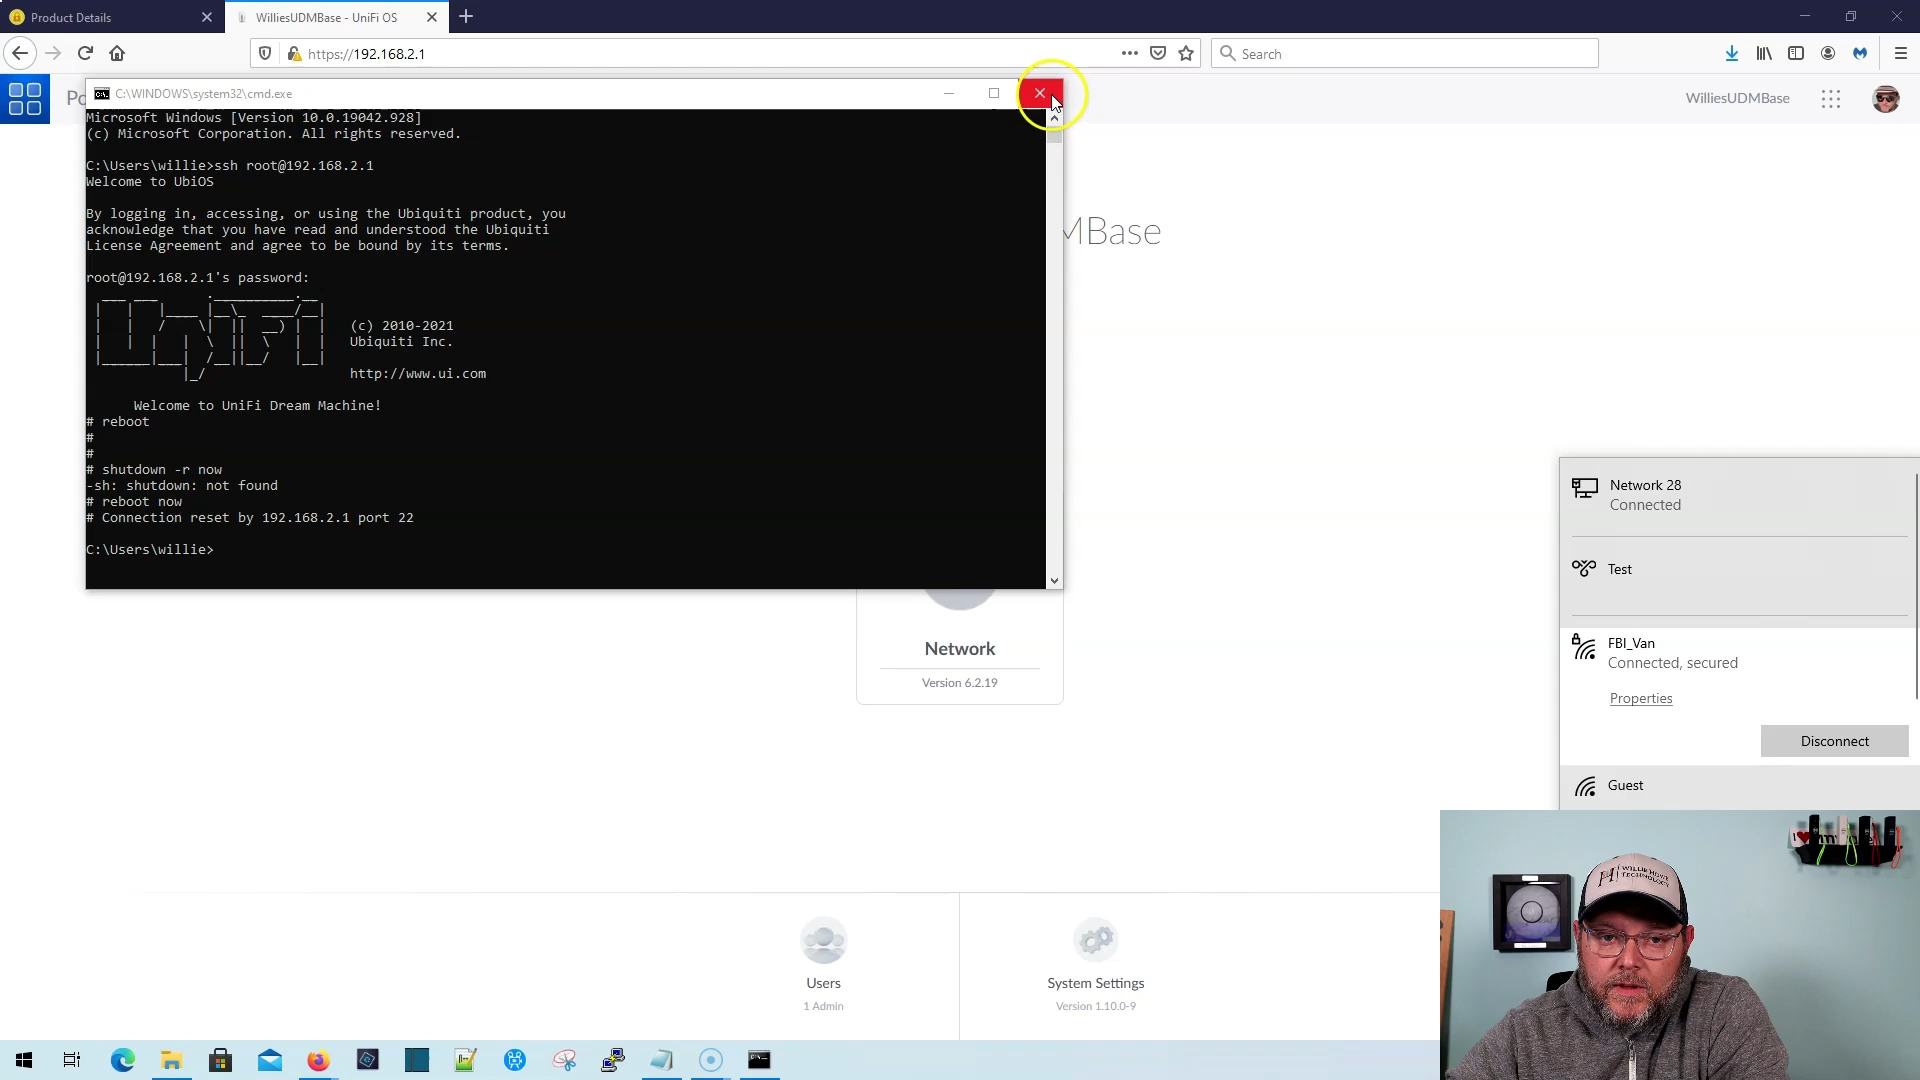 Product Details
WilliesUDMBase - UniFi OS
https://192.168.2.1
Search
Po
C:\WINDOWS\system32\cmd.exe
WilliesUDMBase
Microsoft Windows [Version 10.0.19042.928]
(c) Microsoft Corporation. All rights reserved.
C:\Users\willie>ssh root@192.168.2.1
Welcome to UbiOS
By logging in, accessing, or using the Ubiquiti product, you
acknowledge that you have read and understood the Ubiquiti
License Agreement and agree to be bound by its terms.
root@192.168.2.1's password:
UniFi
(c) 2010-2021
Ubiquiti Inc.
http://www.ui.com
Welcome to UniFi Dream Machine!
# reboot
#
#
# shutdown -r now
-sh: shutdown: not found
# reboot now
# Connection reset by 192.168.2.1 port 22
C:\Users\willie>
MBase
Network
Version 6.2.19
Network 28
Connected
Test
FBI_Van
Connected, secured
Properties
Disconnect
Guest
Users
1 Admin
System Settings
Version 1.10.0-9
WILLIE HOWE
TECHNOLOGY